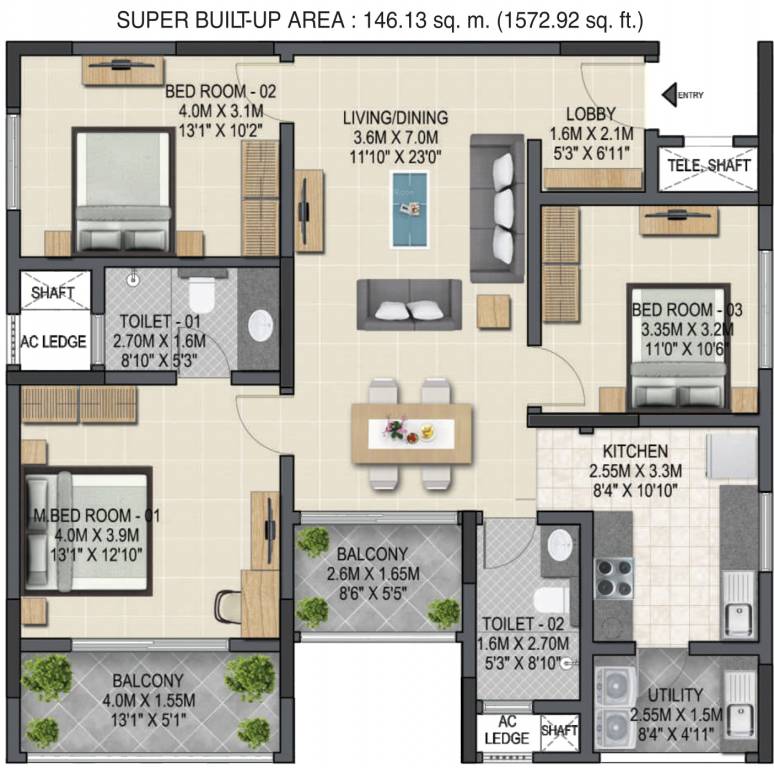 SUPER BUILT-UP AREA : 146.13 sq. m. (1572.92 sq. ft.)
BED ROOM - 02
4.0M X 3.1M
13'1" X 10'2"
LIVING/DINING
3.6M X 7.0M
11'10" X 23'0"
LOBBY
1.6M X 2.1M
5'3" X 6'11"
ENTRY
TELE. SHAFT
Room
SHAFT
AC LEDGE
TOILET - 01
2.70M X 1.6M
8'10" X 5'3"
BED ROOM - 03
3.35M X 3.2M
11'0" X 10'6"
KITCHEN
2.55M X 3.3M
8'4" X 10'10"
M.BED ROOM - 01
4.0M X 3.9M
13'1" X 12'10"
BALCONY
2.6M X 1.65M
8'6" X 5'5"
TOILET - 02
1.6M X 2.70M
5'3" X 8'10"
BALCONY
4.0M X 1.55M
13'1" X 5'1"
UTILITY
2.55M X 1.5M
8'4" X 4'11"
AC
LEDGE
SHAFT